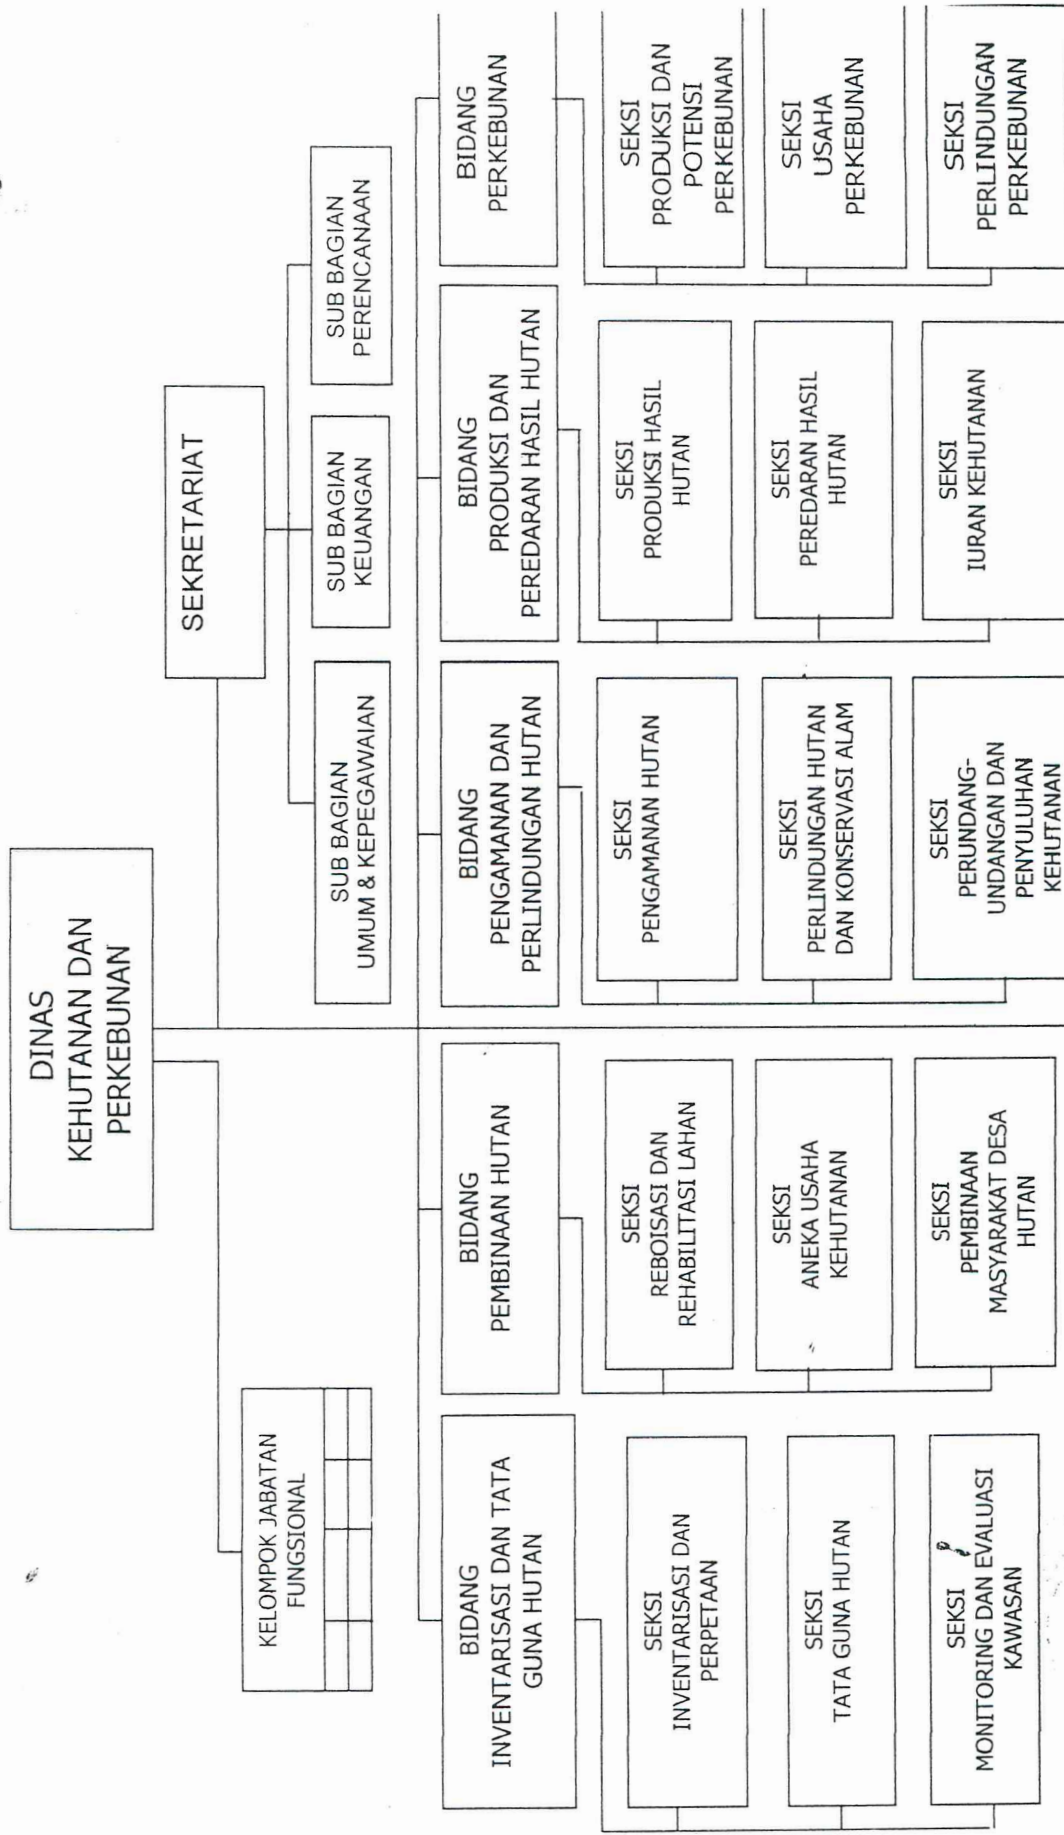 DINAS
KEHUTANAN DAN
PERKEBUNAN
KELOMPOK JABATAN
FUNGSIONAL
SEKRETARIAT
SUB BAGIAN
UMUM & KEPEGAWAIAN
SUB BAGIAN
KEUANGAN
SUB BAGIAN
PERENCANAAN
BIDANG
INVENTARISASI DAN TATA
GUNA HUTAN
SEKSI
INVENTARISASI DAN
PERPETAAN
SEKSI
TATA GUNA HUTAN
SEKSI
MONITORING DAN EVALUASI
KAWASAN
BIDANG
PEMBINAAN HUTAN
SEKSI
REBOISASI DAN
REHABILITASI LAHAN
SEKSI
ANEKA USAHA
KEHUTANAN
SEKSI
PEMBINAAN
MASYARAKAT DESA
HUTAN
BIDANG
PENGAMANAN DAN
PERLINDUNGAN HUTAN
SEKSI
PENGAMANAN HUTAN
SEKSI
PERLINDUNGAN HUTAN
DAN KONSERVASI ALAM
SEKSI
PERUNDANG-
UNDANGAN DAN
PENYULUHAN
KEHUTANAN
BIDANG
PRODUKSI DAN
PEREDARAN HASIL HUTAN
SEKSI
PRODUKSI HASIL
HUTAN
SEKSI
PEREDARAN HASIL
HUTAN
SEKSI
IURAN KEHUTANAN
BIDANG
PERKEBUNAN
SEKSI
PRODUKSI DAN
POTENSI
PERKEBUNAN
SEKSI
USAHA
PERKEBUNAN
SEKSI
PERLINDUNGAN
PERKEBUNAN